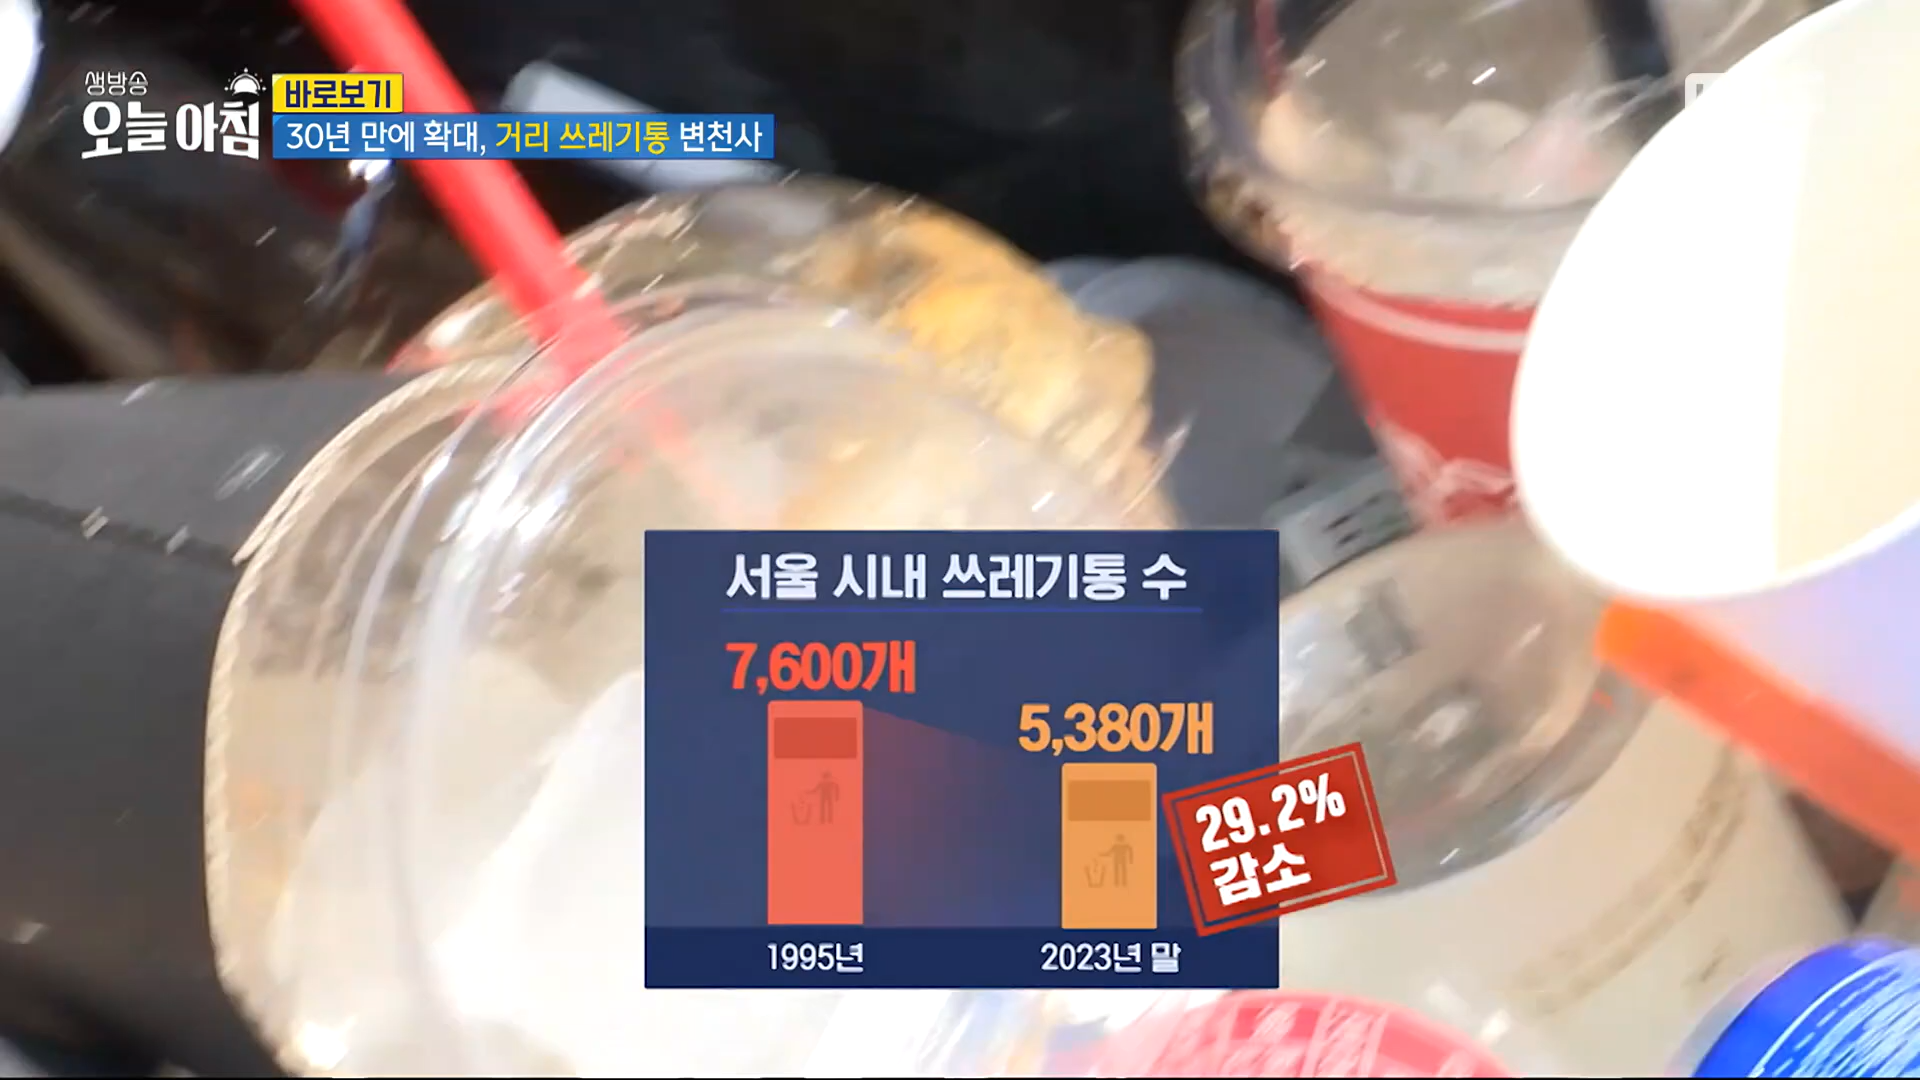 생방송
오늘 아침
바로보기
30년 만에 확대, 거리 쓰레기통 변천사
서울 시내 쓰레기통 수
7,600개
5,380개
29.2%
감소
1995년
2023년 말